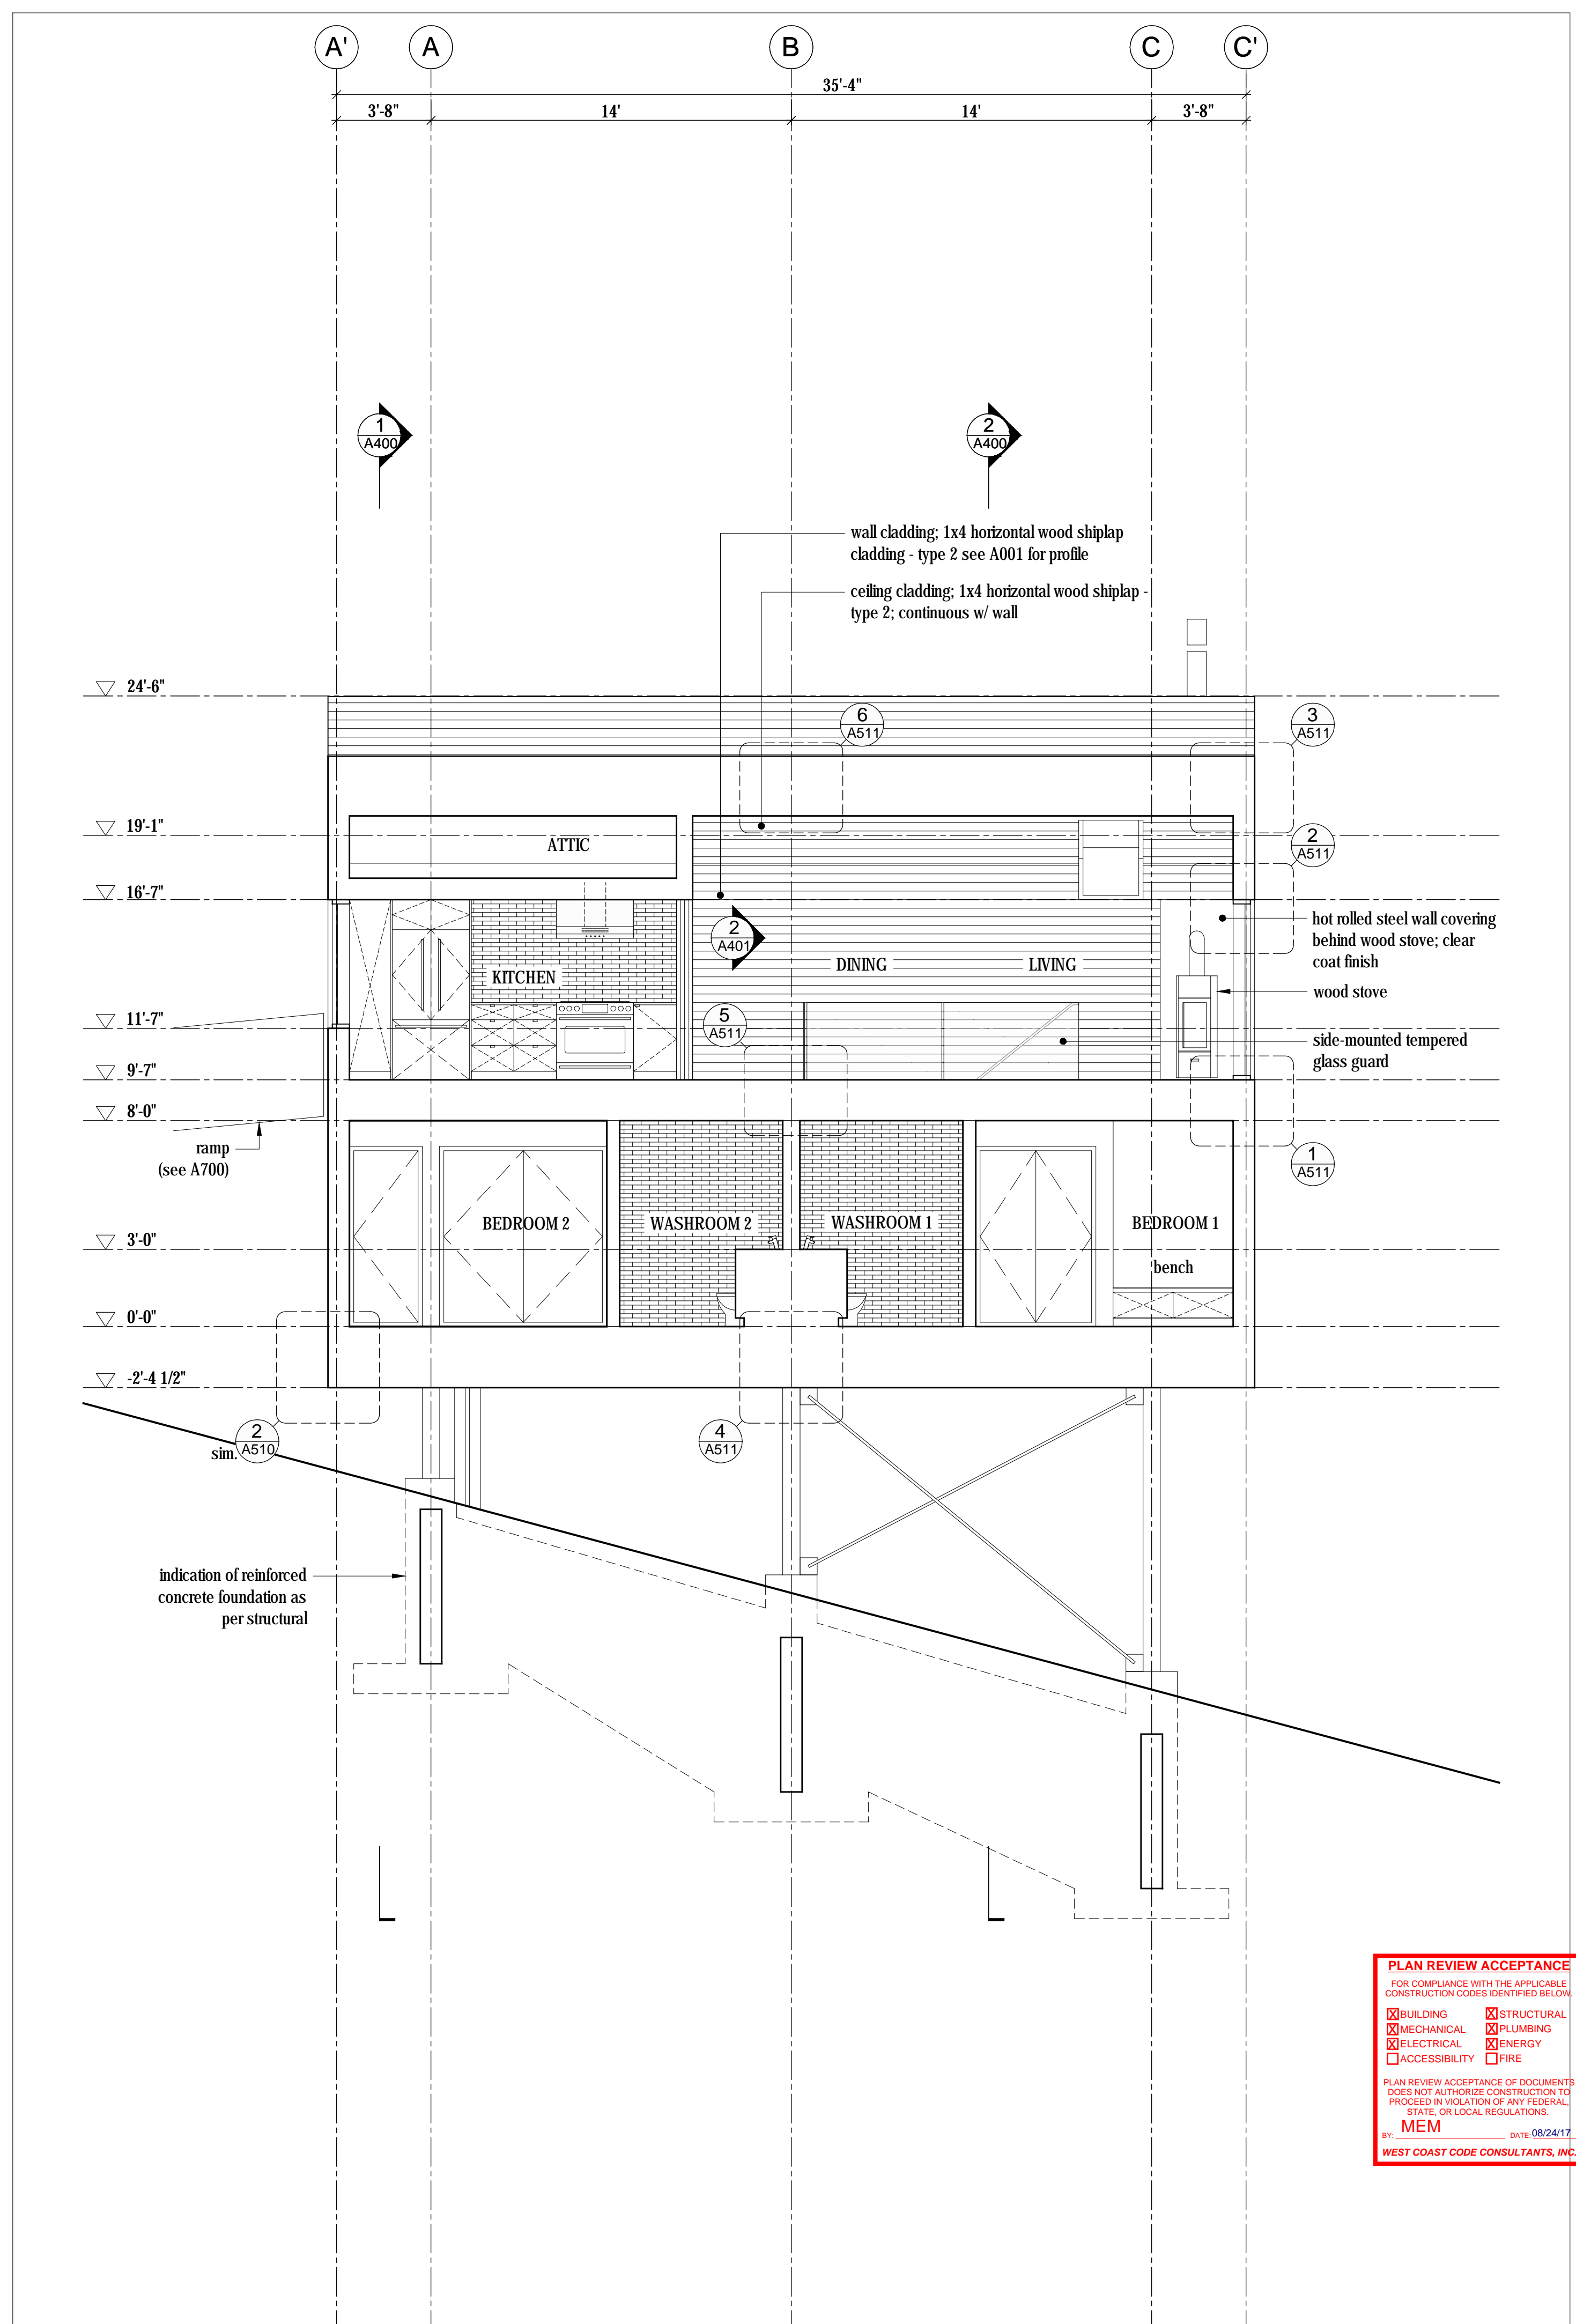 A' A B C C'
35'-4"
3'-8" 14' 14' 3'-8"
1
A400
2
A400
wall cladding; 1x4 horizontal wood shiplap
cladding - type 2 see A001 for profile
ceiling cladding; 1x4 horizontal wood shiplap -
type 2; continuous w/ wall
24'-6"
6
A511
3
A511
19'-1"
ATTIC
2
A511
16'-7"
2
A401
hot rolled steel wall covering
behind wood stove; clear
coat finish
KITCHEN
DINING
LIVING
wood stove
11'-7"
5
A511
side-mounted tempered
glass guard
9'-7"
8'-0"
ramp
(see A700)
1
A511
BEDROOM 2
WASHROOM 2
WASHROOM 1
BEDROOM 1
3'-0"
bench
0'-0"
-2'-4 1/2"
sim.
2
A510
4
A511
indication of reinforced
concrete foundation as
per structural
PLAN REVIEW ACCEPTANCE
FOR COMPLIANCE WITH THE APPLICABLE
CONSTRUCTION CODES IDENTIFIED BELOW.
X BUILDING X STRUCTURAL
X MECHANICAL X PLUMBING
X ELECTRICAL X ENERGY
ACCESSIBILITY FIRE
PLAN REVIEW ACCEPTANCE OF DOCUMENTS
DOES NOT AUTHORIZE CONSTRUCTION TO
PROCEED IN VIOLATION OF ANY FEDERAL,
STATE, OR LOCAL REGULATIONS.
BY: MEM DATE: 08/24/17
WEST COAST CODE CONSULTANTS, INC.